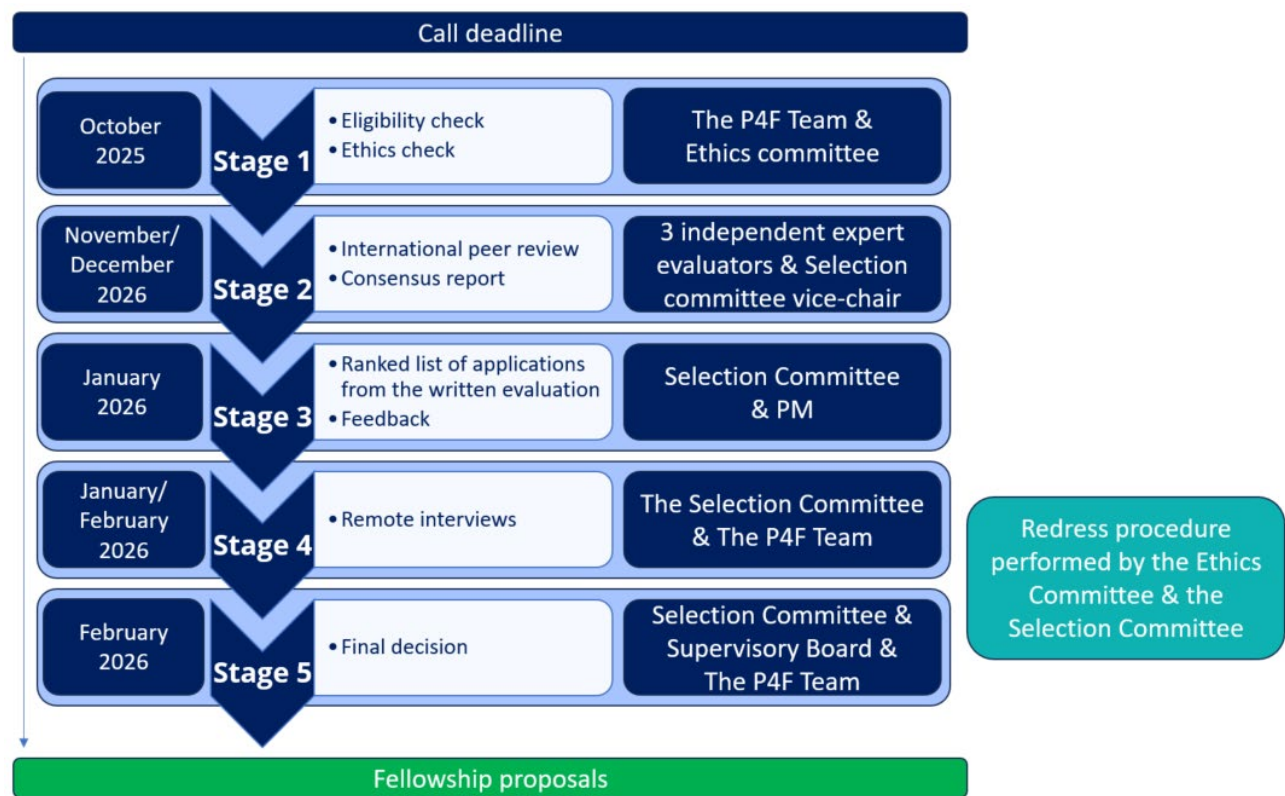 Call deadline
October
2025
Stage 1
• Eligibility check
• Ethics check
The P4F Team &
Ethics committee
November/
December
2026
Stage 2
• International peer review
• Consensus report
3 independent expert
evaluators & Selection
committee vice-chair
January
2026
Stage 3
• Ranked list of applications
from the written evaluation
• Feedback
Selection Committee
& PM
January/
February
2026
Stage 4
• Remote interviews
The Selection Committee
& The P4F Team
Redress procedure
performed by the Ethics
Committee & the
Selection Committee
February
2026
Stage 5
• Final decision
Selection Committee &
Supervisory Board &
The P4F Team
Fellowship proposals